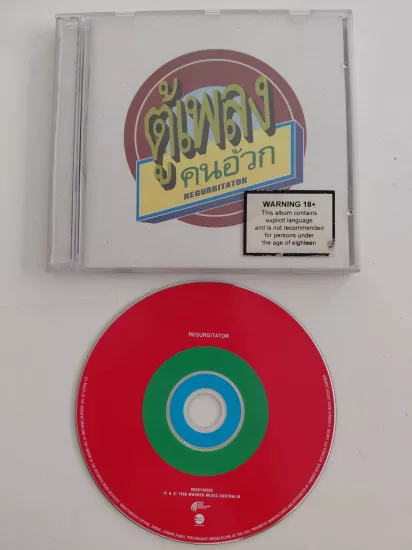 ตู้เพลง
คนอ้วก
REGURGITATOR
WARNING 18+
This album contains
explicit language
and is not recommended
for persons under
the age of eighteen
REGURGITATOR
℗ & © 1996 WARNER MUSIC AUSTRALIA